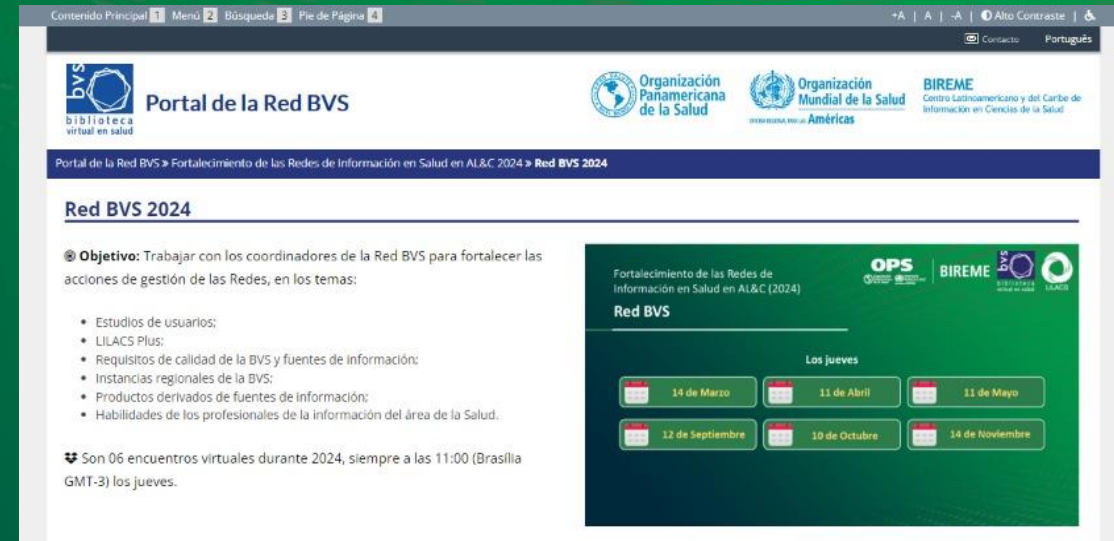 Contenido Principal 1 Menú 2 Búsqueda 3 Pie de Página 4
+A | A | -A | Alto Contraste |
Contacto Português
bvs
biblioteca
virtual en salud
Portal de la Red BVS
Organización
Panamericana
de la Salud
Organización
Mundial de la Salud
Américas
BIREME
Centro Latinoamericano y del Caribe de
Información en Ciencias de la Salud
Portal de la Red BVS » Fortalecimiento de las Redes de Información en Salud en AL&C 2024 » Red BVS 2024
Red BVS 2024
Objetivo: Trabajar con los coordinadores de la Red BVS para fortalecer las
acciones de gestión de las Redes, en los temas:
Estudios de usuarios;
LILACS Plus;
Requisitos de calidad de la BVS y fuentes de información;
Instancias regionales de la BVS;
Productos derivados de fuentes de información;
Habilidades de los profesionales de la información del área de la Salud.
Son 06 encuentros virtuales durante 2024, siempre a las 11:00 (Brasília
GMT-3) los jueves.
Fortalecimiento de las Redes de
Información en Salud en AL&C (2024)
Red BVS
OPS
BIREME
bvs
LILACS
Los jueves
14 de Marzo
11 de Abril
11 de Mayo
12 de Septiembre
10 de Octubre
14 de Noviembre